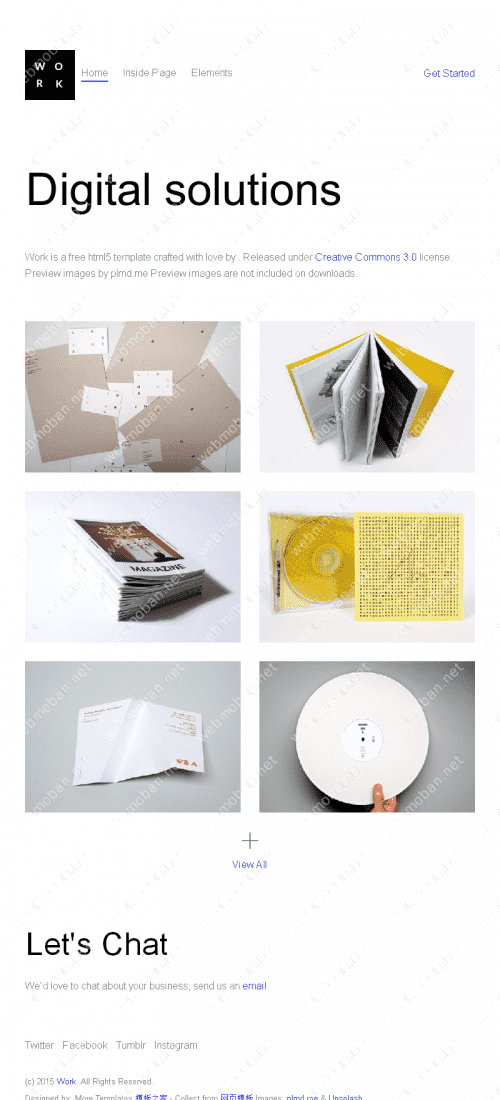 W O
R K
Home Inside Page Elements Get Started
Digital solutions
Work is a free html5 template crafted with love by . Released under Creative Commons 3.0 license.
Preview images by plmd.me Preview images are not included on downloads.
MAGAZINE
W&A
View All
Let's Chat
We'd love to chat about your business, send us an email.
Twitter Facebook Tumblr Instagram
(c) 2015 Work. All Rights Reserved.
Designed by: More Templates 模板之家 - Collect from 网页模板 Images: plmd.me & Unsplash
webmoban.net